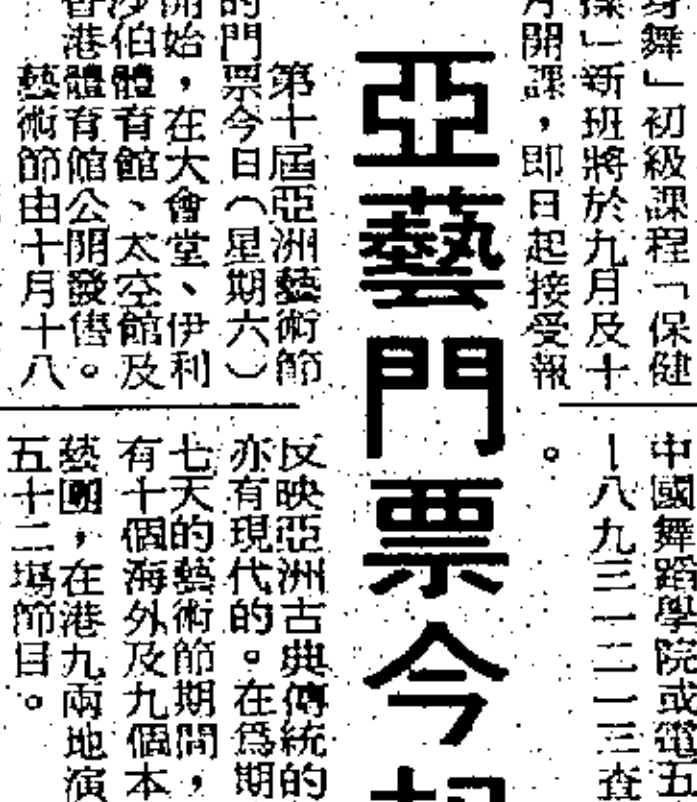 身舞」初級課程「保健
操」新班將於九月及十
月開課，即日起接受報
中國舞蹈學院或電五
－八九三一二一三查
。
亞藝門票今
第十屆亞洲藝術節
的門票今日（星期六）
開始，在大會堂、伊利
沙伯體育館、太空館及
香港體育館公開發售。
藝術節由十月十八
反映亞洲古典傳統的
亦有現代的。在爲期
七天的藝術節期間，
有十個海外及九個本
藝團，在港九兩地演
五十二場節目。